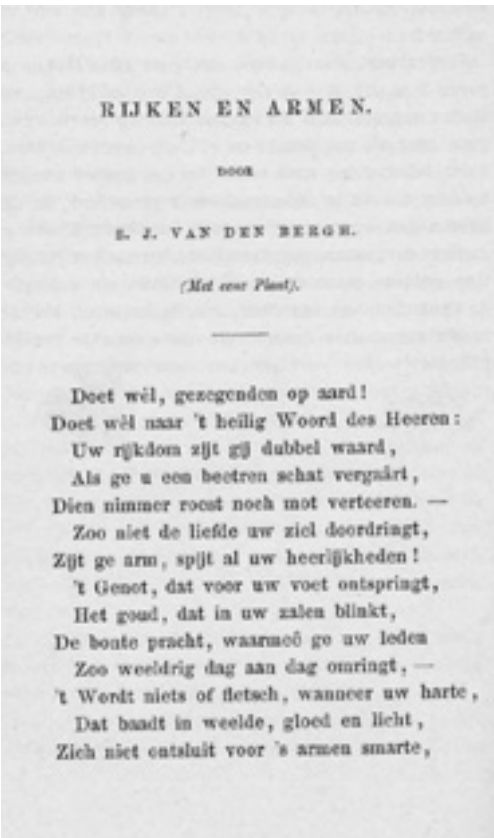 RIJKEN EN ARMEN.
DOOR
S. J. VAN DEN BERGH.
(Met eene Plaat).
Doet wèl, gezegenden op aard!
Doet wèl naar 't heilig Woord des Heeren:
Uw rijkdom zijt gij dubbel waard,
Als ge u een beetren schat vergaârt,
Dien nimmer roest noch mot verteeren. —
Zoo niet de liefde uw ziel doordringt,
Zijt ge arm, spijt al uw heerlijkheden!
't Genot, dat voor uw voet ontspringt,
Het goud, dat in uw zalen blinkt,
De bonte pracht, waarmeê ge uw leden
Zoo weeldrig dag aan dag omringt, —
't Wordt niets of fletsch, wanneer uw harte,
Dat baadt in weelde, gloed en licht,
Zich niet ontsluit voor 's armen smarte,